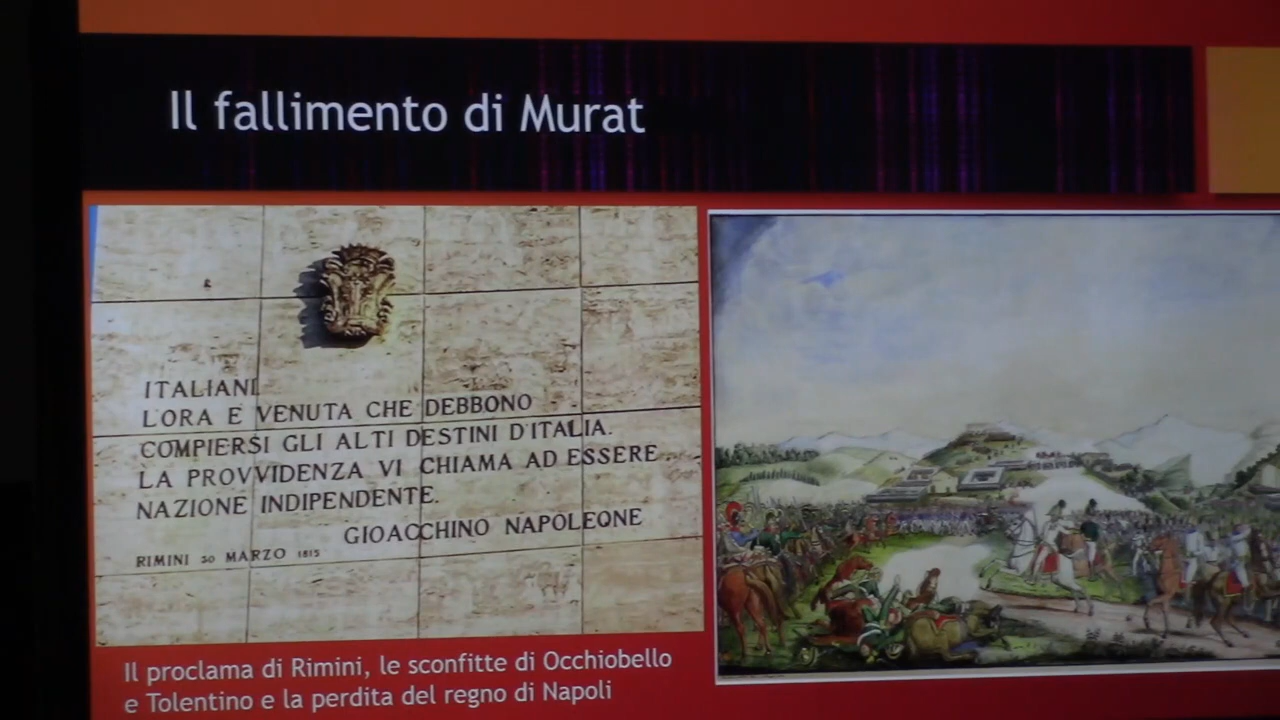 Il fallimento di Murat
ITALIANI
L'ORA E VENUTA CHE DEBBONO
COMPIERSI GLI ALTI DESTINI D'ITALIA.
LA PROVVIDENZA VI CHIAMA AD ESSERE
NAZIONE INDIPENDENTE.
GIOACCHINO NAPOLEONE
RIMINI 30 MARZO 1815
Il proclama di Rimini, le sconfitte di Occhiobello
e Tolentino e la perdita del regno di Napoli